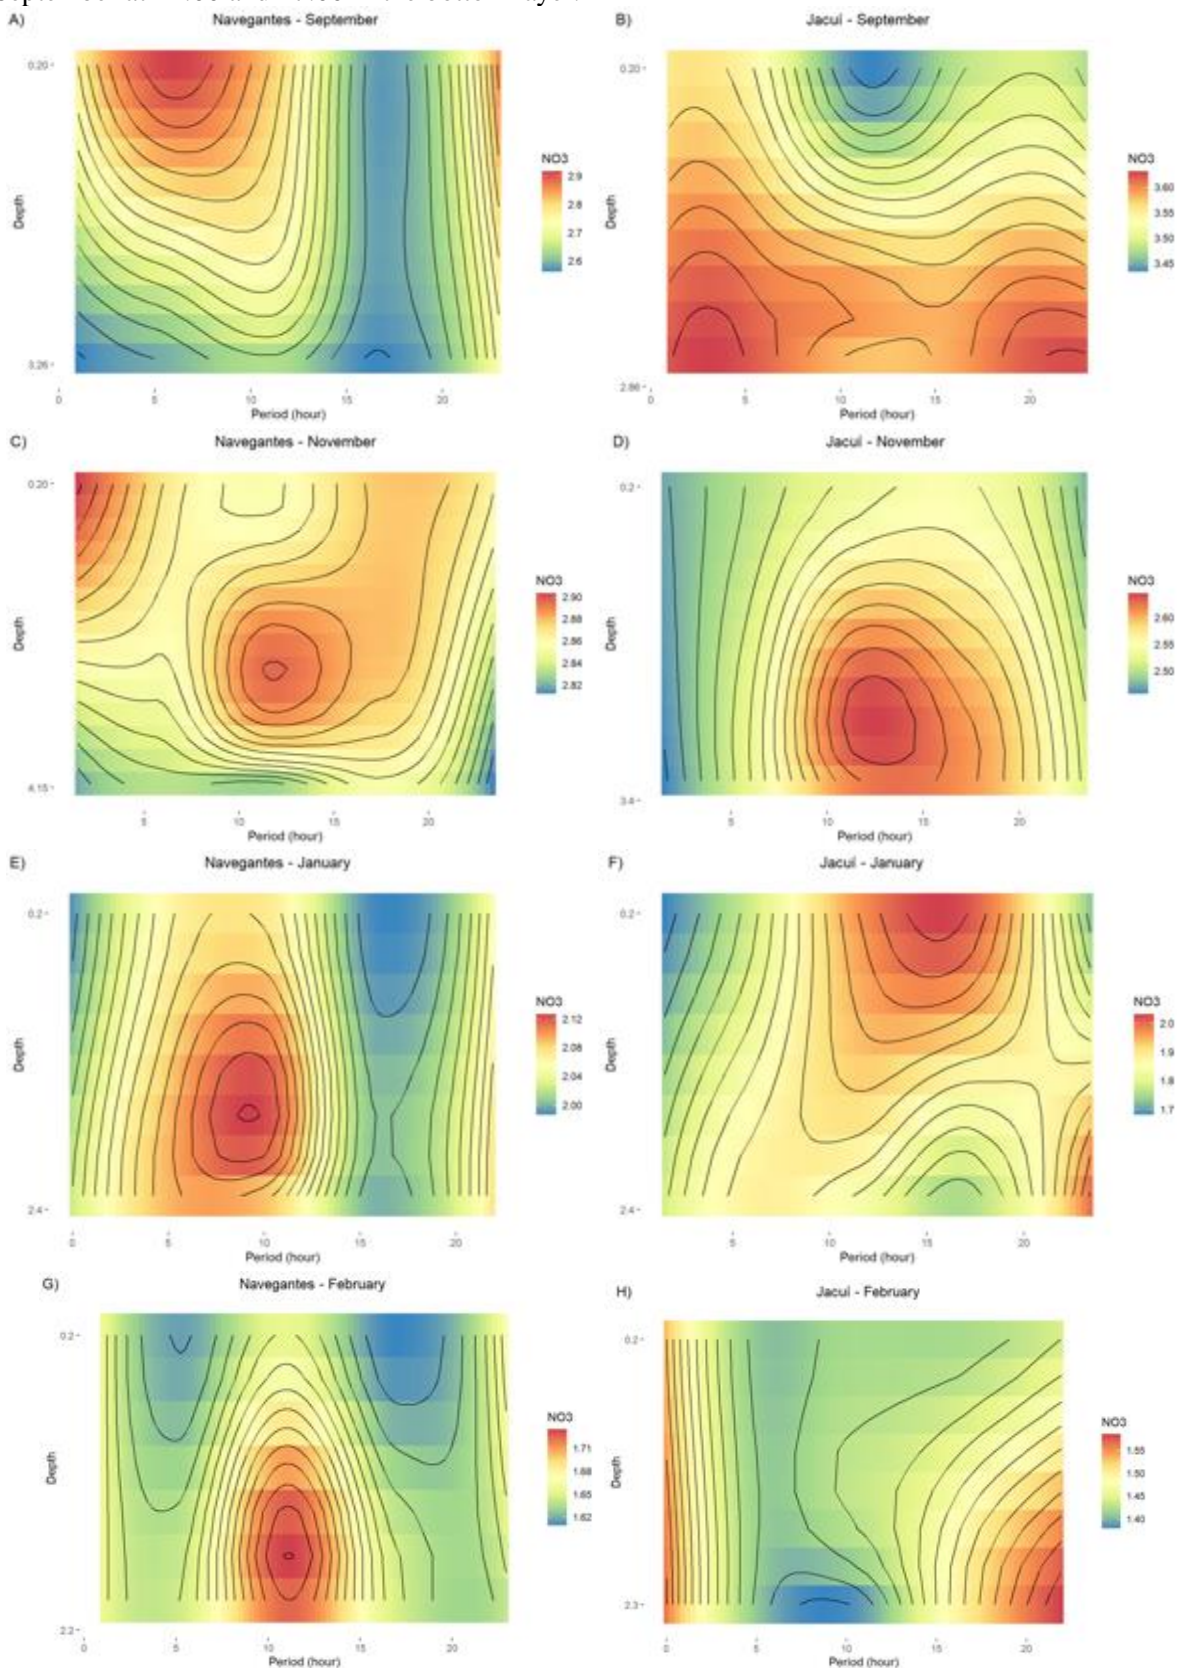 A) Navegantes - September
NO3
2.9
2.8
2.7
2.6
Depth
0.20
3.26
0 5 10 15 20
Period (hour)
B) Jacuí - September
NO3
3.60
3.55
3.50
3.45
Depth
0.20
2.86
0 5 10 15 20
Period (hour)
C) Navegantes - November
NO3
2.90
2.88
2.86
2.84
2.82
Depth
0.20
4.15
5 10 15 20
Period (hour)
D) Jacuí - November
NO3
2.60
2.55
2.50
Depth
0.2
3.4
5 10 15 20
Period (hour)
E) Navegantes - January
NO3
2.12
2.08
2.04
2.00
Depth
0.2
2.4
0 5 10 15 20
Period (hour)
F) Jacuí - January
NO3
2.0
1.9
1.8
1.7
Depth
0.2
2.4
5 10 15 20
Period (hour)
G) Navegantes - February
NO3
1.71
1.68
1.65
1.62
Depth
0.2
2.2
0 5 10 15 20
Period (hour)
H) Jacuí - February
NO3
1.55
1.50
1.45
1.40
Depth
0.2
2.3
0 5 10 15 20
Period (hour)